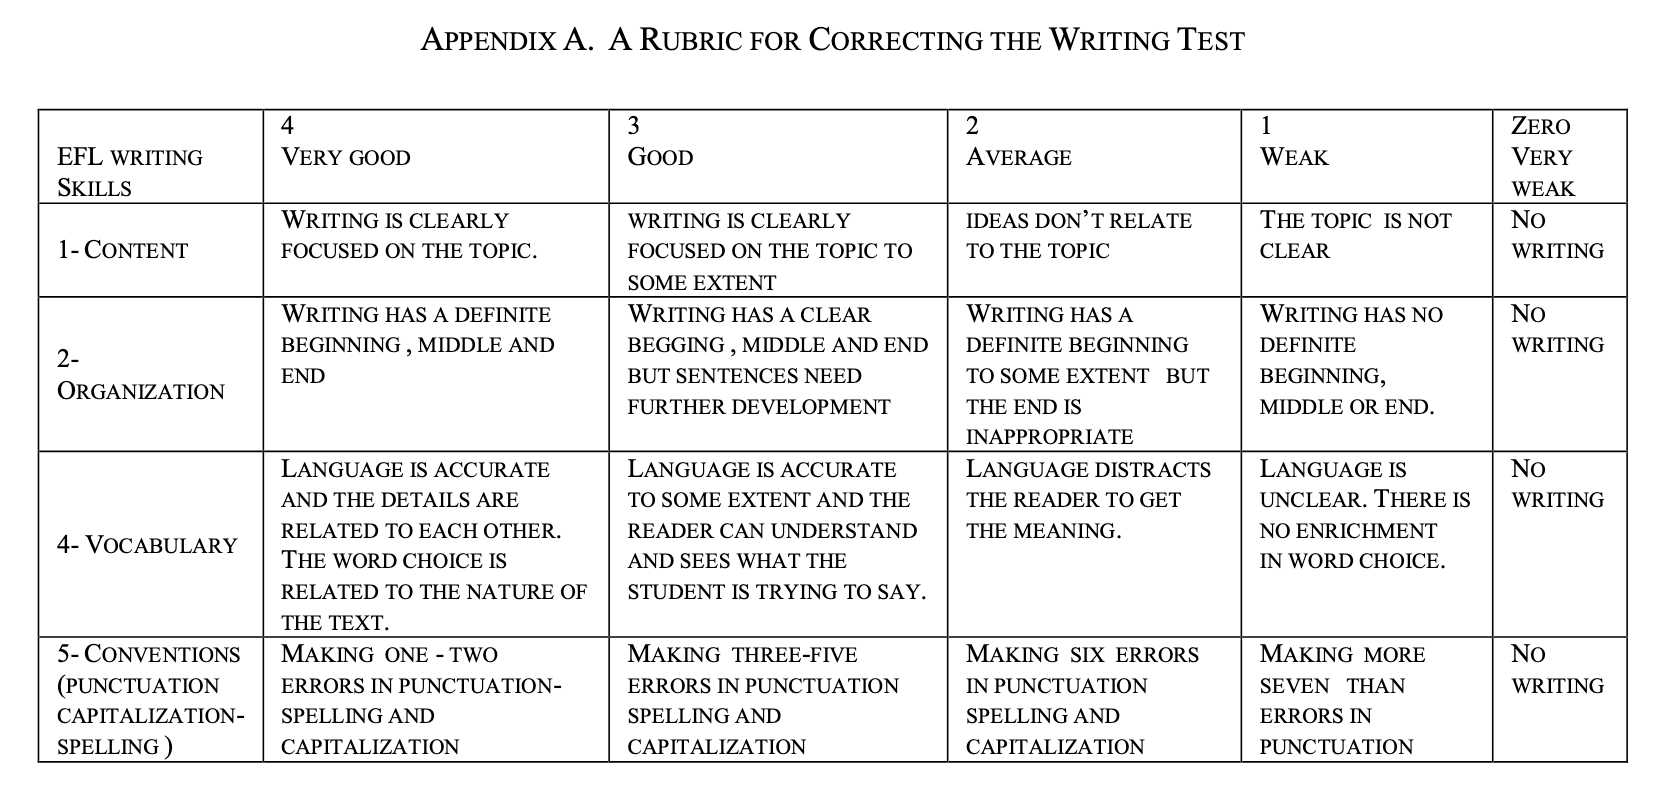 APPENDIX A. A RUBRIC FOR CORRECTING THE WRITING TEST
EFL WRITING
SKILLS
4
VERY GOOD
3
GOOD
2
AVERAGE
1
WEAK
ZERO
VERY
WEAK
1- CONTENT
WRITING IS CLEARLY
FOCUSED ON THE TOPIC.
WRITING IS CLEARLY
FOCUSED ON THE TOPIC TO
SOME EXTENT
IDEAS DON’T RELATE
TO THE TOPIC
THE TOPIC IS NOT
CLEAR
NO
WRITING
2-
ORGANIZATION
WRITING HAS A DEFINITE
BEGINNING , MIDDLE AND
END
WRITING HAS A CLEAR
BEGGING , MIDDLE AND END
BUT SENTENCES NEED
FURTHER DEVELOPMENT
WRITING HAS A
DEFINITE BEGINNING
TO SOME EXTENT BUT
THE END IS
INAPPROPRIATE
WRITING HAS NO
DEFINITE
BEGINNING,
MIDDLE OR END.
NO
WRITING
4- VOCABULARY
LANGUAGE IS ACCURATE
AND THE DETAILS ARE
RELATED TO EACH OTHER.
THE WORD CHOICE IS
RELATED TO THE NATURE OF
THE TEXT.
LANGUAGE IS ACCURATE
TO SOME EXTENT AND THE
READER CAN UNDERSTAND
AND SEES WHAT THE
STUDENT IS TRYING TO SAY.
LANGUAGE DISTRACTS
THE READER TO GET
THE MEANING.
LANGUAGE IS
UNCLEAR. THERE IS
NO ENRICHMENT
IN WORD CHOICE.
NO
WRITING
5- CONVENTIONS
(PUNCTUATION
CAPITALIZATION-
SPELLING )
MAKING ONE - TWO
ERRORS IN PUNCTUATION-
SPELLING AND
CAPITALIZATION
MAKING THREE-FIVE
ERRORS IN PUNCTUATION
SPELLING AND
CAPITALIZATION
MAKING SIX ERRORS
IN PUNCTUATION
SPELLING AND
CAPITALIZATION
MAKING MORE
SEVEN THAN
ERRORS IN
PUNCTUATION
NO
WRITING